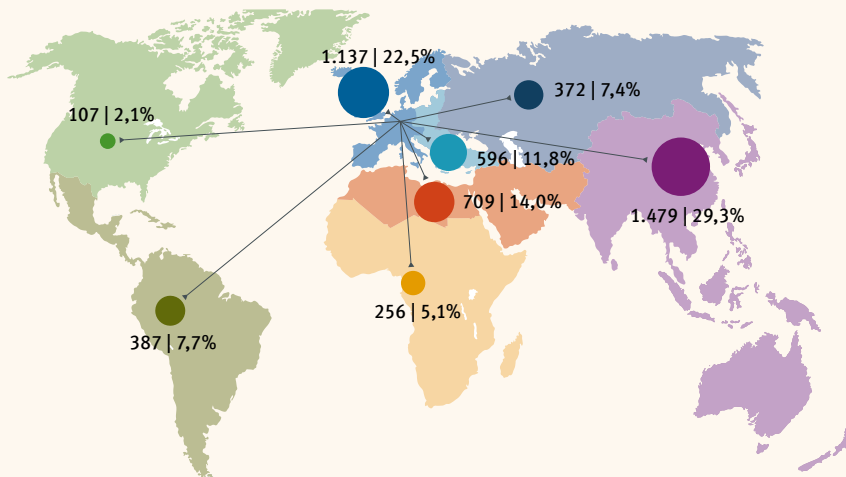 1.137 | 22,5%
372 | 7,4%
107 | 2,1%
596 | 11,8%
709 | 14,0%
1.479 | 29,3%
256 | 5,1%
387 | 7,7%